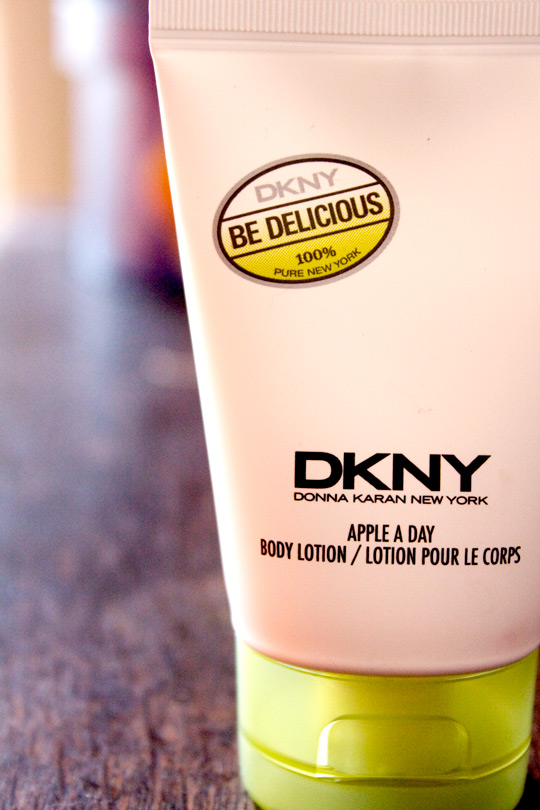 DKNY
BE DELICIOUS
100%
PURE NEW YORK
DKNY
DONNA KARAN NEW YORK
APPLE A DAY
BODY LOTION / LOTION POUR LE CORPS